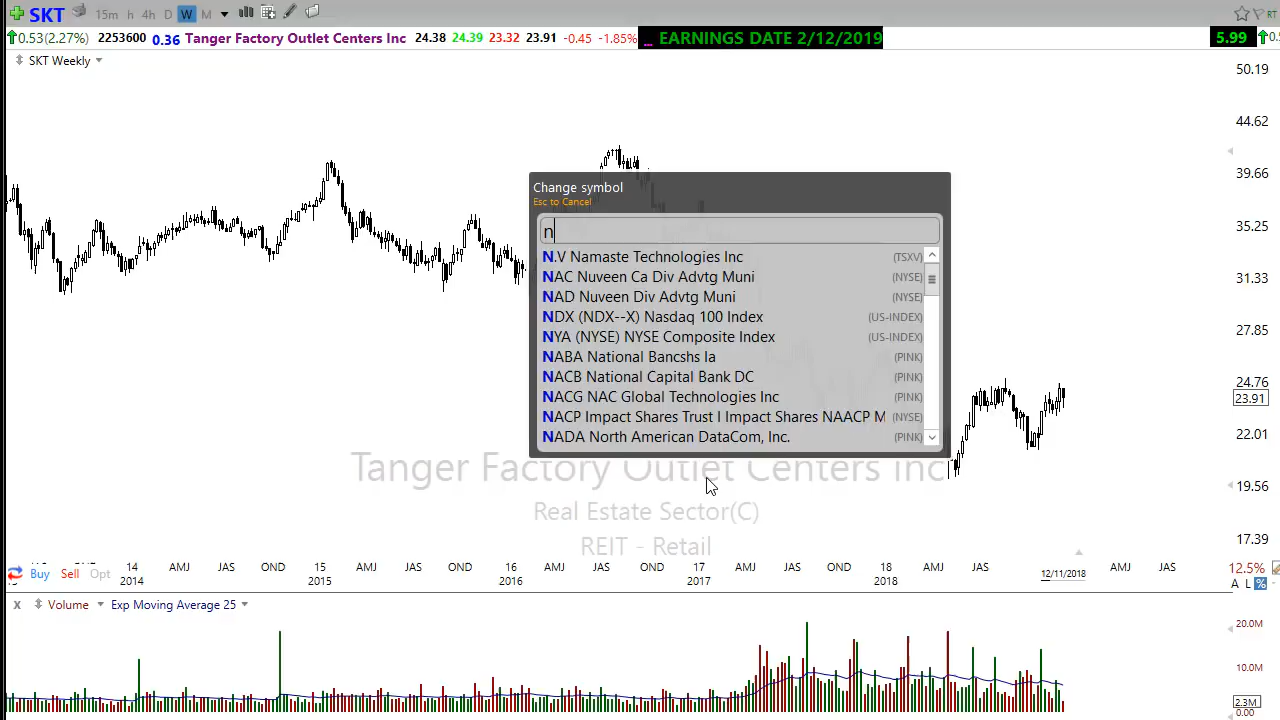 SKT 15m h 4h D W M RT
0.53(2.27%) 2253600 0.36 Tanger Factory Outlet Centers Inc 24.38 24.39 23.32 23.91 -0.45 -1.85% ... EARNINGS DATE 2/12/2019 5.99
SKT Weekly
50.19
44.62
39.66
35.25
31.33
27.85
24.76
23.91
22.01
19.56
17.39
Change symbol
Esc to Cancel
n
N.V Namaste Technologies Inc (TSXV)
NAC Nuveen Ca Div Advtg Muni (NYSE)
NAD Nuveen Div Advtg Muni (NYSE)
NDX (NDX--X) Nasdaq 100 Index (US-INDEX)
NYA (NYSE) NYSE Composite Index (US-INDEX)
NABA National Bancshs Ia (PINK)
NACB National Capital Bank DC (PINK)
NACG NAC Global Technologies Inc (PINK)
NACP Impact Shares Trust I Impact Shares NAACP M (NYSE)
NADA North American DataCom, Inc. (PINK)
Tanger Factory Outlet Centers Inc
Real Estate Sector(C)
REIT - Retail
14 AMJ JAS OND 15 AMJ JAS OND 16 AMJ JAS OND 17 AMJ JAS OND 18 AMJ JAS AMJ JAS
Buy Sell Opt 2014 2015 2016 2017 2018 12/11/2018
12.5%
A L %
X Volume Exp Moving Average 25
20.0M
10.0M
2.3M
0.00